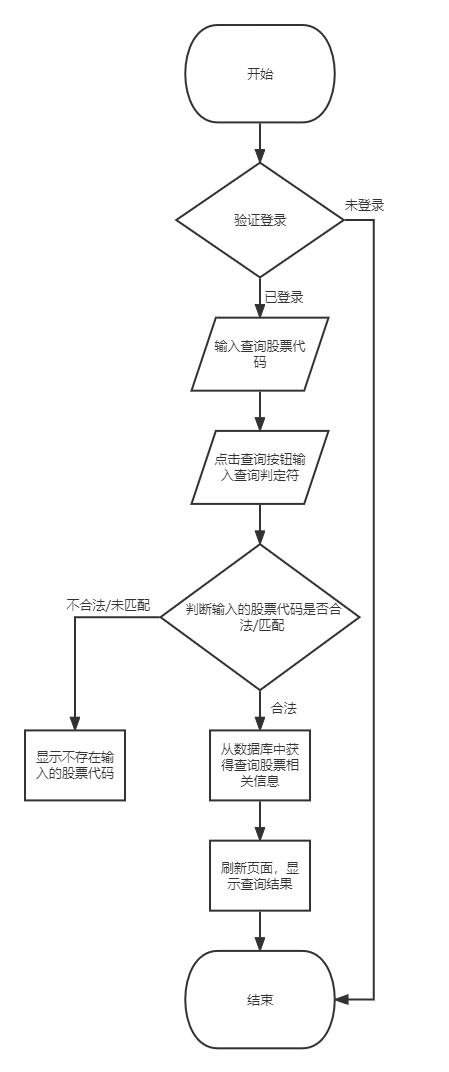 开始
验证登录
未登录
已登录
输入查询股票代
码
点击查询按钮输
入查询判定符
不合法/未匹配
判断输入的股票代码是否合
法/匹配
合法
显示不存在输
入的股票代码
从数据库中获
得查询股票相
关信息
刷新页面，显
示查询结果
结束